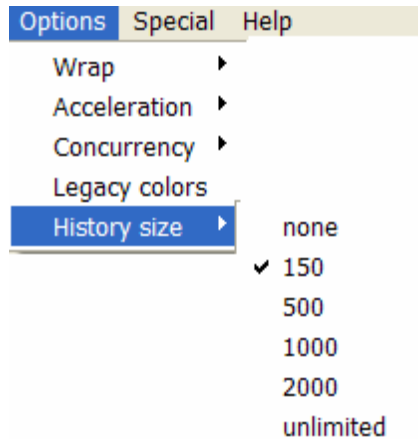 Options Special Help
Wrap
Acceleration
Concurrency
Legacy colors
History size
none
150
500
1000
2000
unlimited